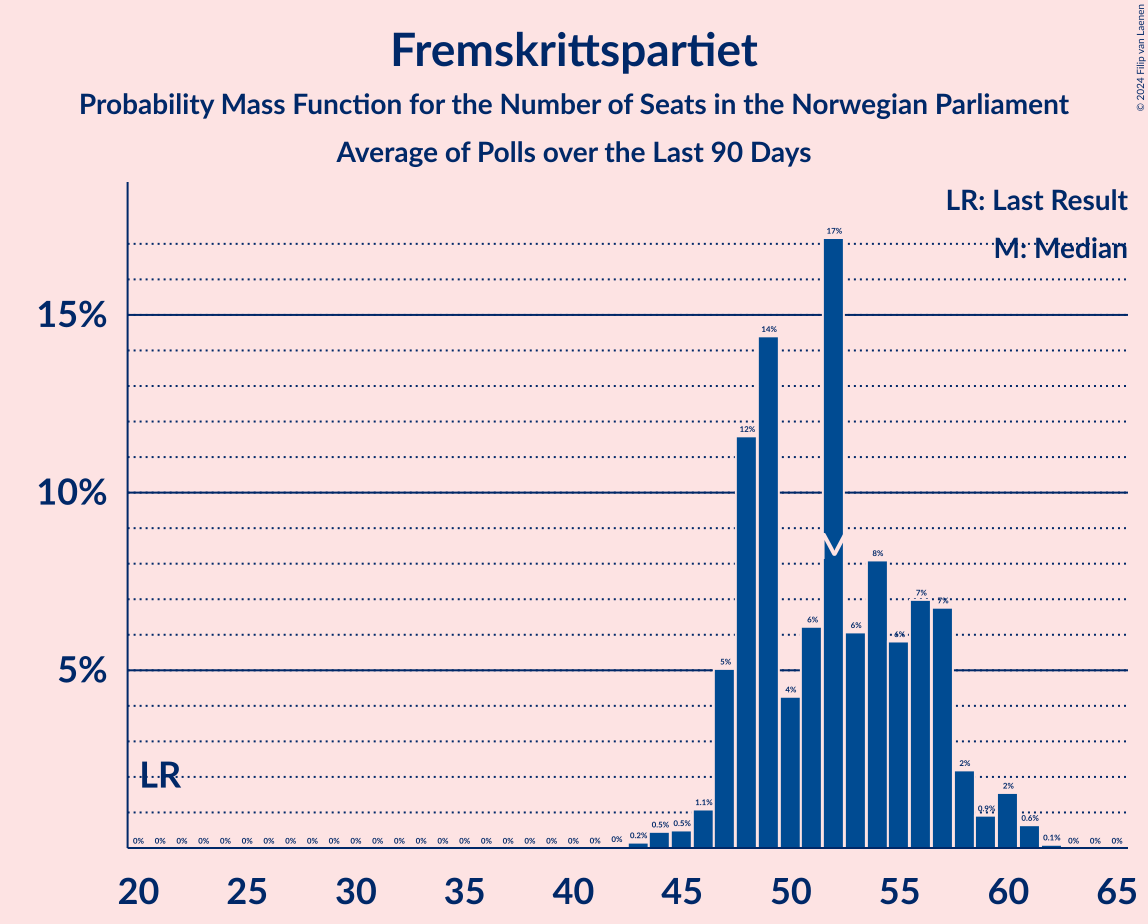 Fremskrittspartiet
Probability Mass Function for the Number of Seats in the Norwegian Parliament
Average of Polls over the Last 90 Days
© 2024 Filip van Laenen
LR: Last Result
M: Median
15%
10%
5%
LR
M
0% 0% 0% 0% 0% 0% 0% 0% 0% 0% 0% 0% 0% 0% 0% 0% 0% 0% 0% 0% 0% 0% 0% 0.2% 0.5% 0.5% 1.1% 5% 12% 14% 4% 6% 17% 6% 8% 6% 7% 7% 2% 0.9% 2% 0.6% 0.1% 0% 0% 0%
20 25 30 35 40 45 50 55 60 65